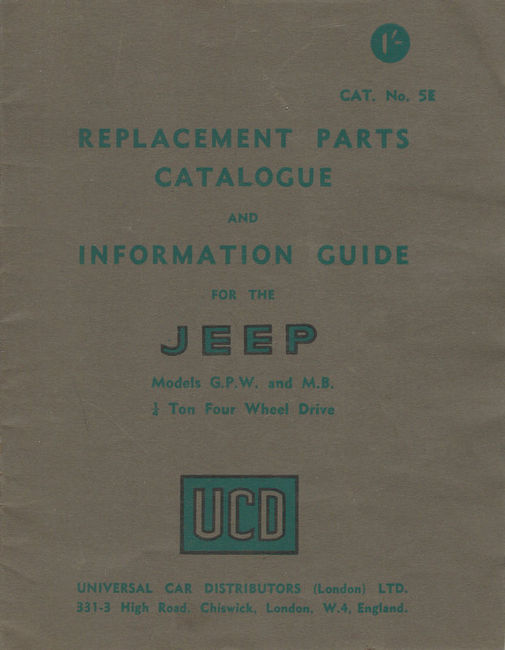 1/-
CAT. No. 5E
REPLACEMENT PARTS
CATALOGUE
AND
INFORMATION GUIDE
FOR THE
JEEP
Models G.P.W. and M.B.
¼ Ton Four Wheel Drive
UCD
UNIVERSAL CAR DISTRIBUTORS (London) LTD.
331-3 High Road, Chiswick, London, W.4, England.